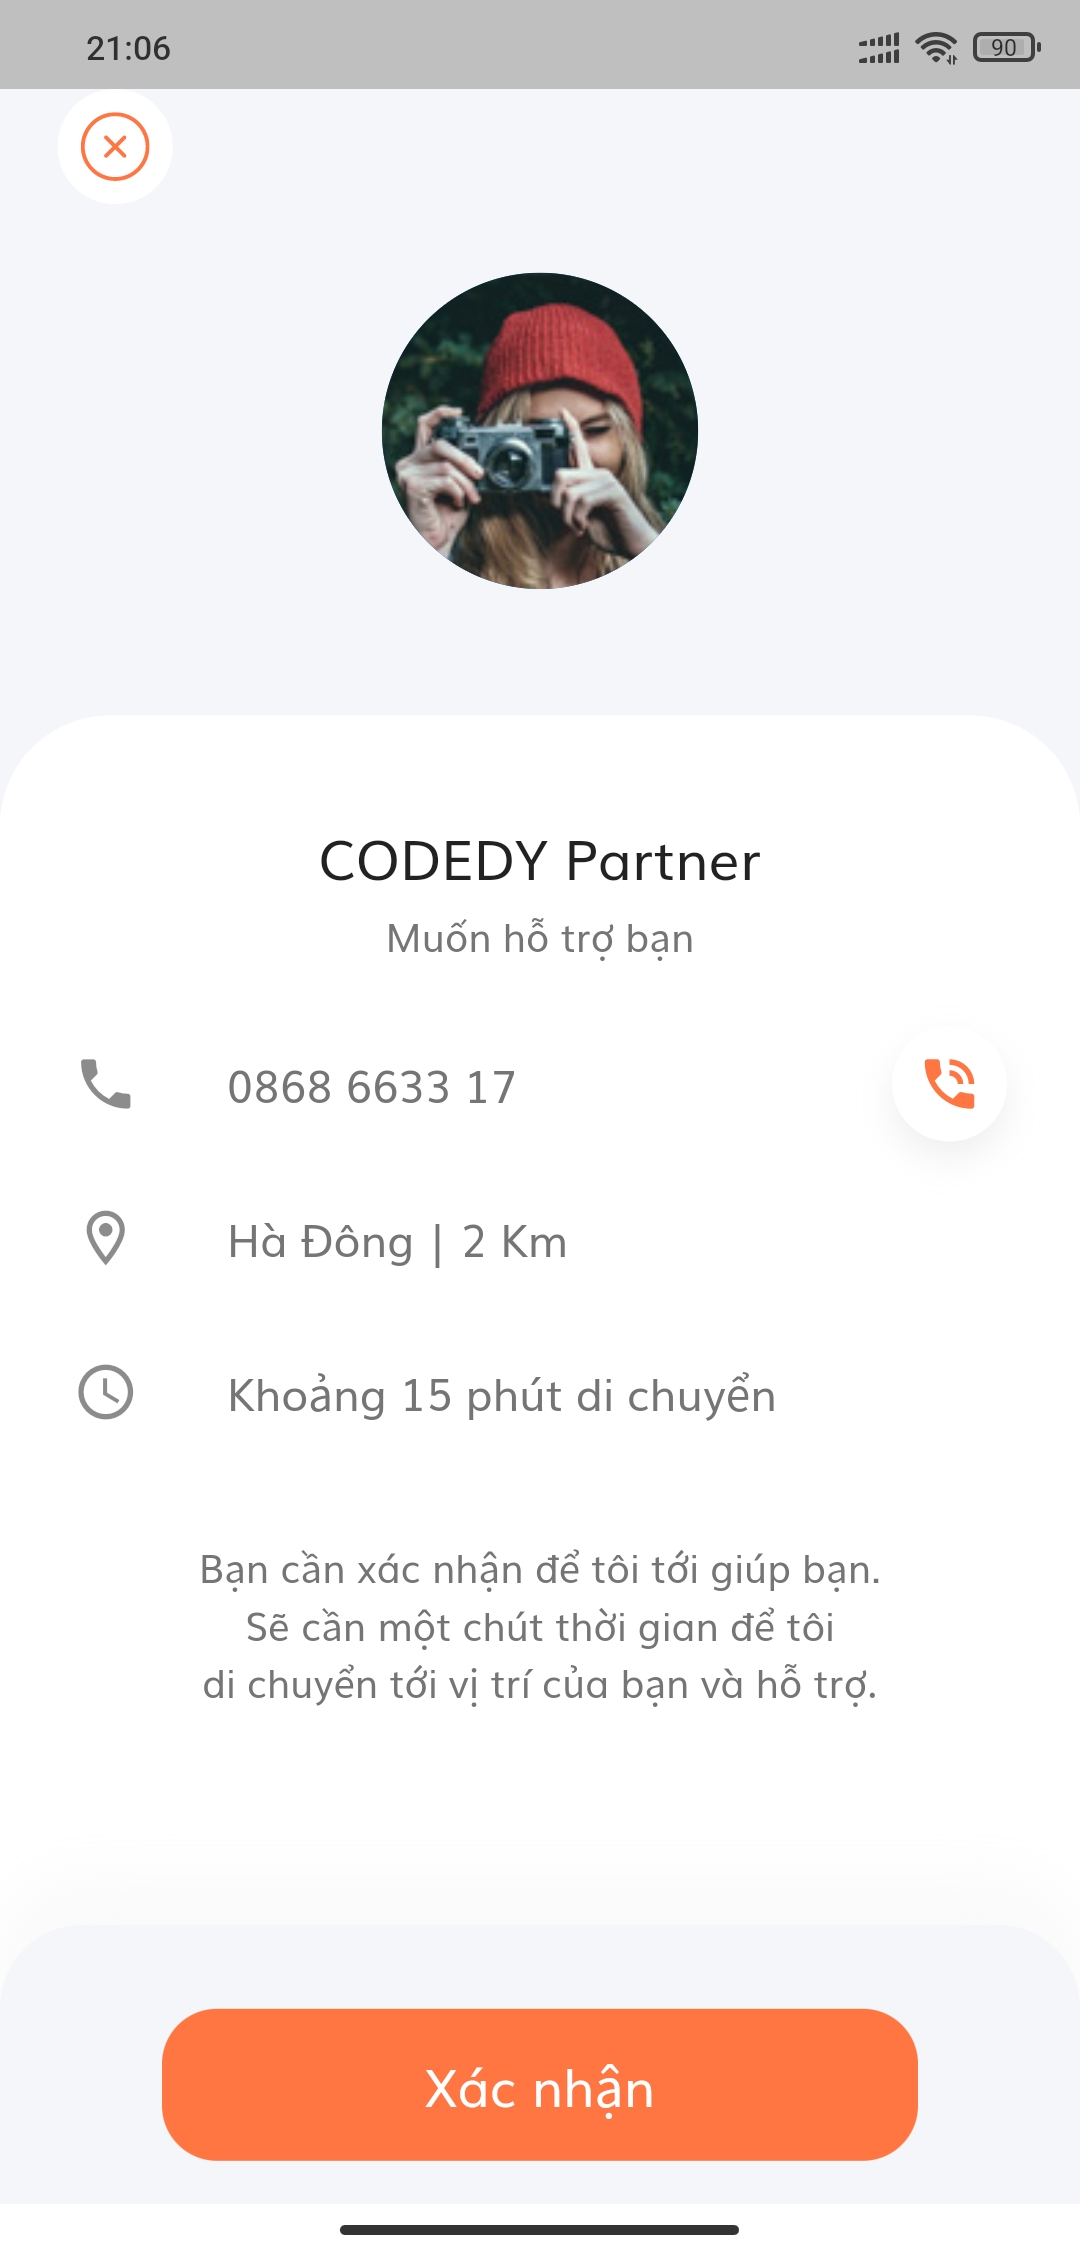 21:06
90
CODEDY Partner
Muốn hỗ trợ bạn
0868 6633 17
Hà Đông | 2 Km
Khoảng 15 phút di chuyển
Bạn cần xác nhận để tôi tới giúp bạn.
Sẽ cần một chút thời gian để tôi
di chuyển tới vị trí của bạn và hỗ trợ.
Xác nhận